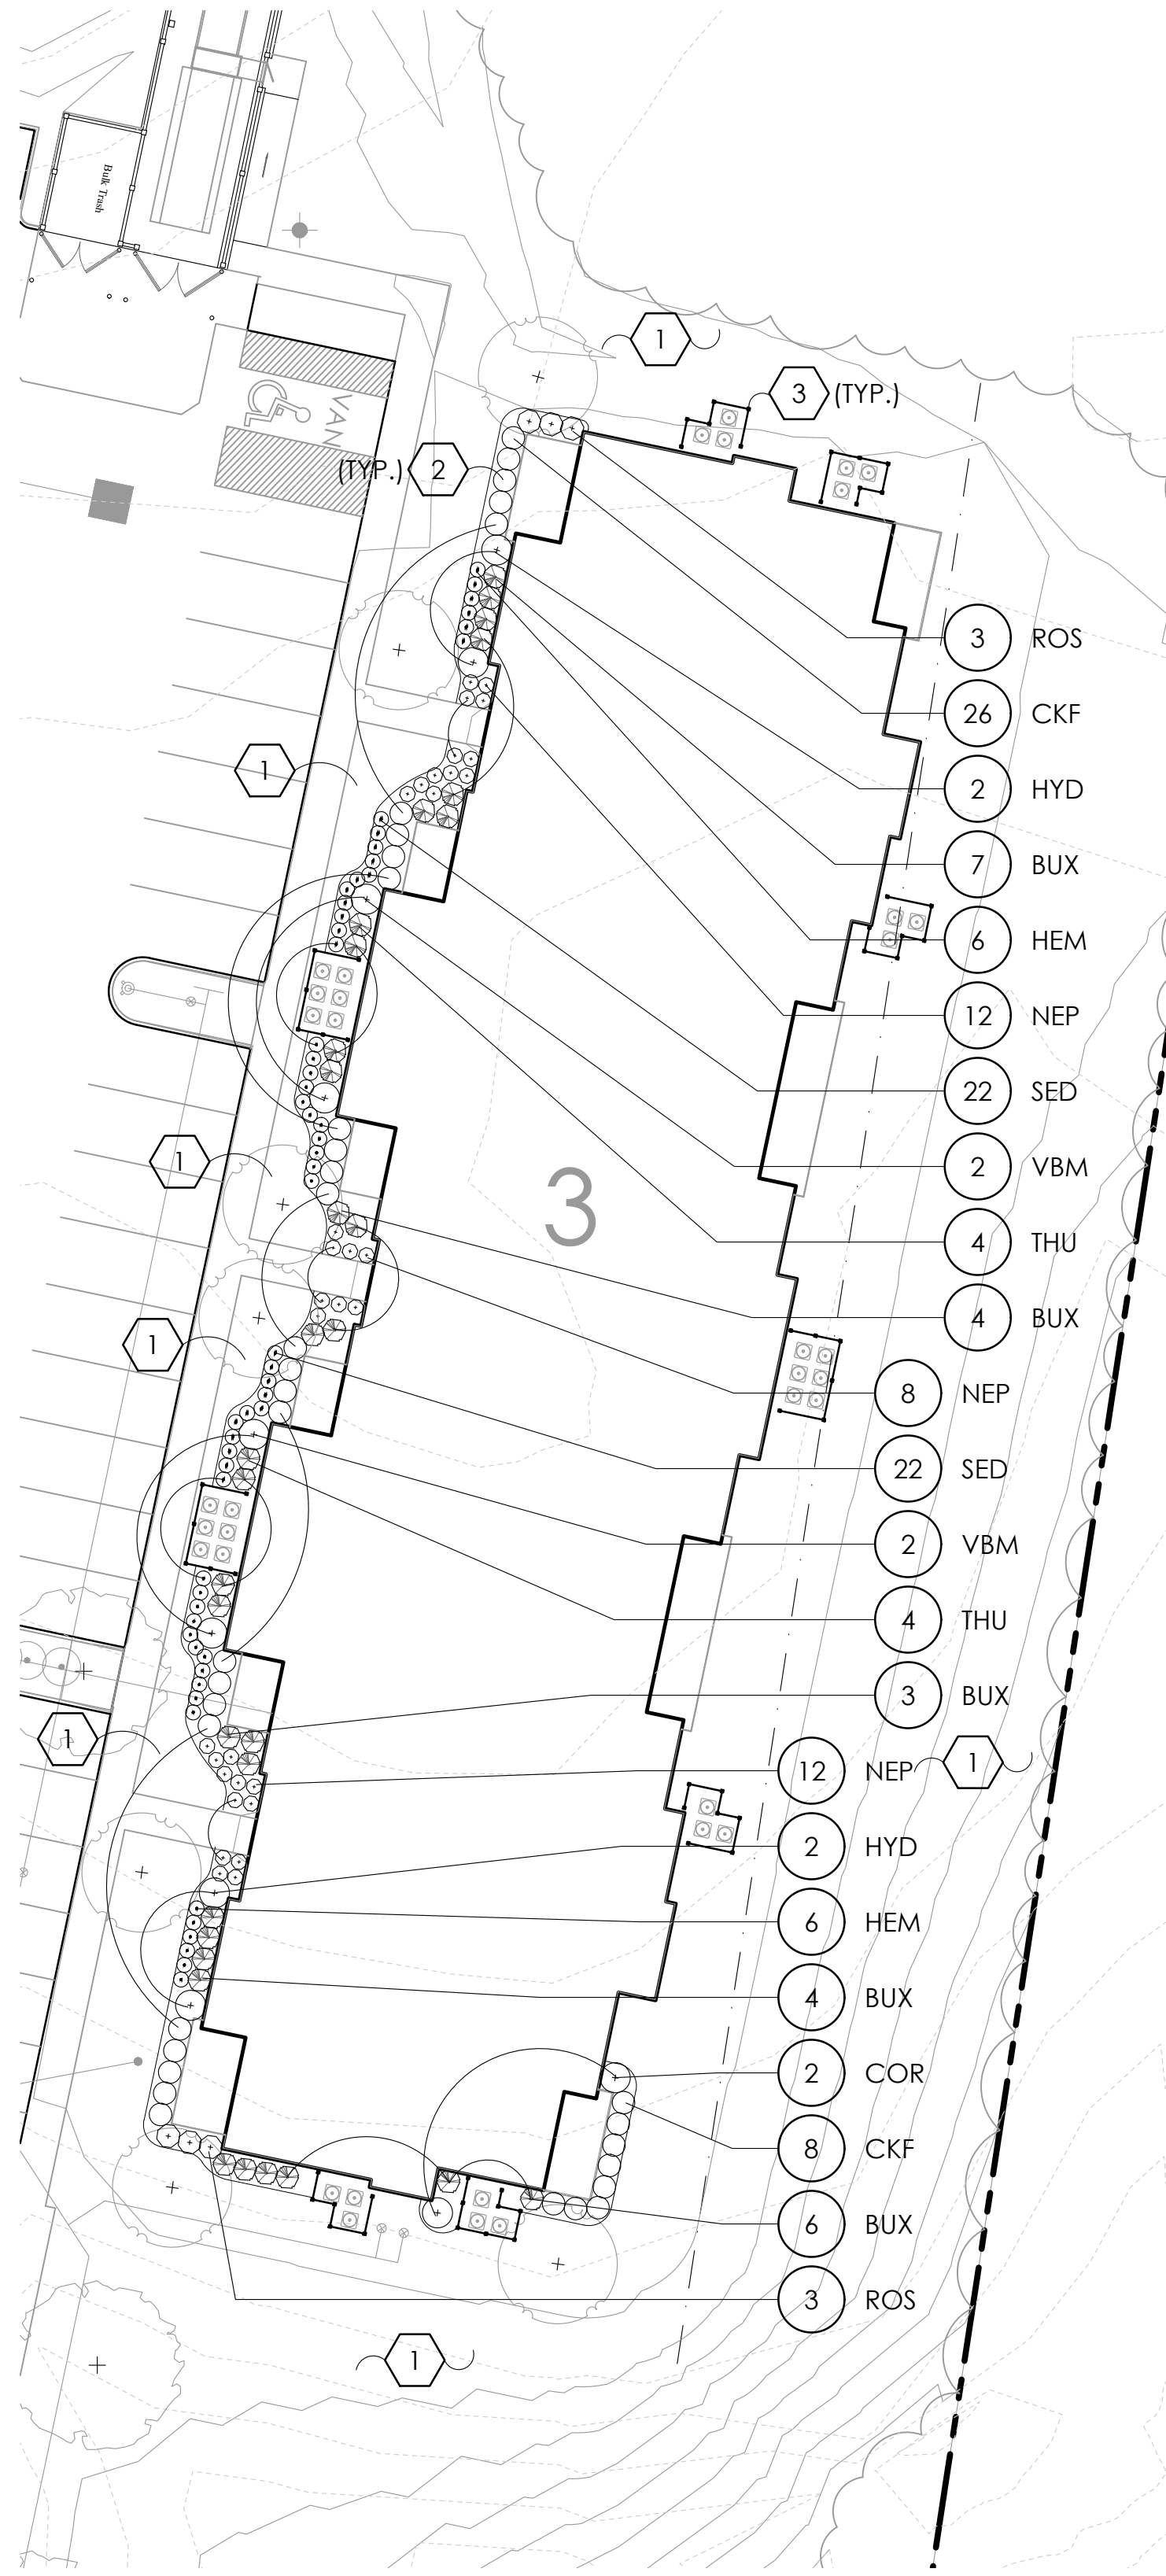 Bulk Trash
VAN
1
3 (TYP.)
(TYP.) 2
3 ROS
26 CKF
2 HYD
1
7 BUX
6 HEM
12 NEP
22 SED
1
2 VBM
3
4 THU
4 BUX
1
8 NEP
22 SED
2 VBM
4 THU
3 BUX
1
12 NEP
1
2 HYD
6 HEM
4 BUX
2 COR
8 CKF
6 BUX
3 ROS
1